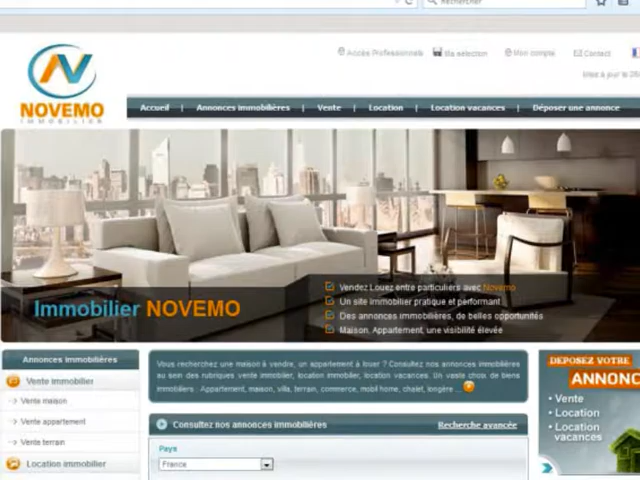 Rechercher
Accès Professionnels
Ma sélection
Mon compte
Contact
Mise à jour le
NOVEMO
IMMOBILIER
Accueil | Annonces immobilières | Vente | Location | Location vacances | Déposer une annonce
Vendez Louez entre particuliers avec Novemo
Un site immobilier pratique et performant
Des annonces immobilières, de belles opportunités
Maison, Appartement, une visibilité élevée
Immobilier NOVEMO
Annonces immobilières
Vente immobilier
Vente maison
Vente appartement
Vente terrain
Location immobilier
Vous recherchez une maison à vendre, un appartement à louer ? Consultez nos annonces immobilières
au sein des rubriques vente immobilier, location immobilier, location vacances. Un vaste choix de biens
immobiliers : Appartement, maison, villa, terrain, commerce, mobil home, chalet, longère ...
Consultez nos annonces immobilières
Recherche avancée
Pays
France
DEPOSEZ VOTRE
ANNONC
• Vente
• Location
• Location
vacances